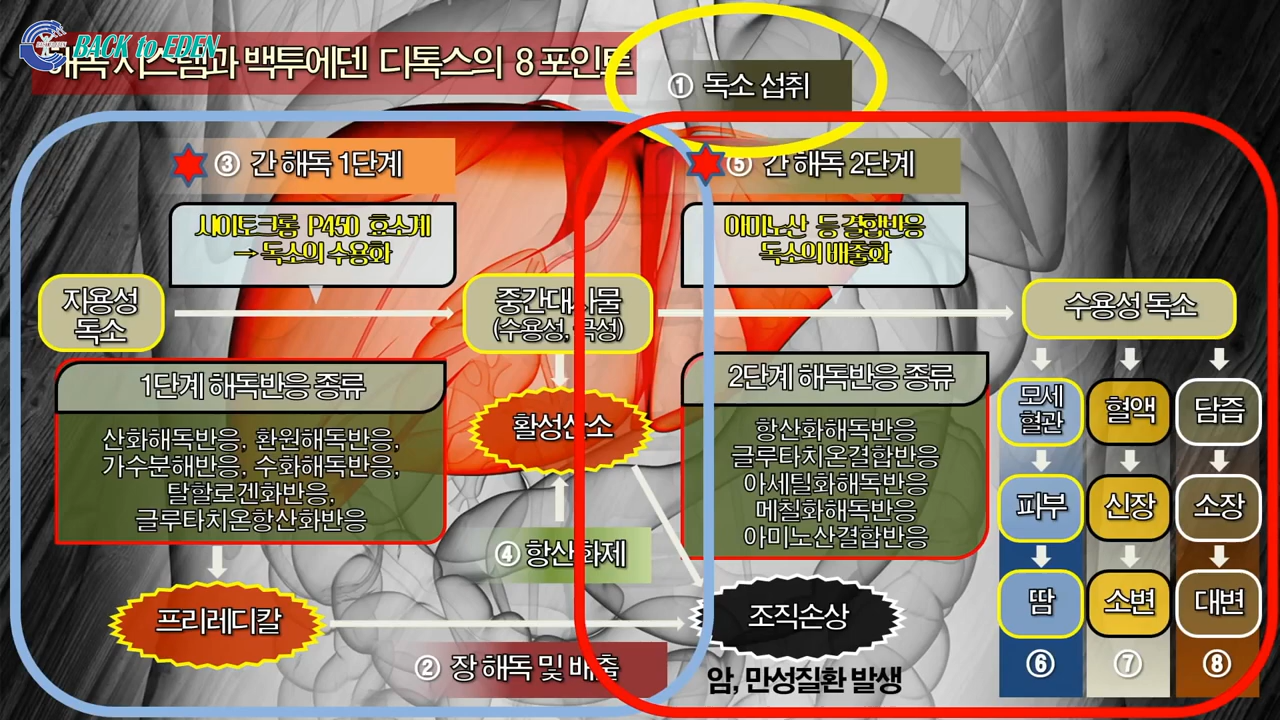 BACK to EDEN
해독 시스템과 백투에덴 디톡스의 8 포인트
① 독소 섭취
③ 간 해독 1단계
⑤ 간 해독 2단계
사이토크롬 P450 효소계
→ 독소의 수용화
아미노산 등 결합반응
독소의 배출화
지용성
독소
중간대사물
(수용성, 독성)
수용성 독소
1단계 해독반응 종류
산화해독반응, 환원해독반응,
가수분해반응, 수화해독반응,
탈할로겐화반응,
글루타치온항산화반응
활성산소
④ 항산화제
2단계 해독반응 종류
항산화해독반응
글루타치온결합반응
아세틸화해독반응
메칠화해독반응
아미노산결합반응
모세
혈관
혈액
담즙
피부
신장
소장
땀
소변
대변
⑥
⑦
⑧
프리레디칼
조직손상
② 장 해독 및 배출
암, 만성질환 발생